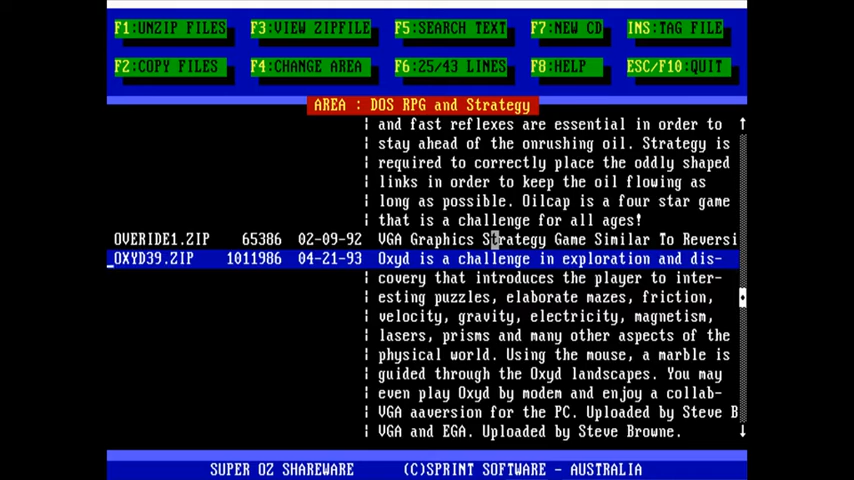 F1:UNZIP FILES F3:VIEW ZIPFILE F5:SEARCH TEXT F7:NEW CD INS:TAG FILE
F2:COPY FILES F4:CHANGE AREA F6:25/43 LINES F8:HELP ESC/F10:QUIT
AREA : DOS RPG and Strategy
| and fast reflexes are essential in order to
| stay ahead of the onrushing oil. Strategy is
| required to correctly place the oddly shaped
| links in order to keep the oil flowing as
| long as possible. Oilcap is a four star game
| that is a challenge for all ages!
OVERIDE1.ZIP 65386 02-09-92 VGA Graphics Strategy Game Similar To Reversi
OXYD39.ZIP 1011986 04-21-93 Oxyd is a challenge in exploration and dis-
| covery that introduces the player to inter-
| esting puzzles, elaborate mazes, friction,
| velocity, gravity, electricity, magnetism,
| lasers, prisms and many other aspects of the
| physical world. Using the mouse, a marble is
| guided through the Oxyd landscapes. You may
| even play Oxyd by modem and enjoy a collab-
| VGA aaversion for the PC. Uploaded by Steve B
| VGA and EGA. Uploaded by Steve Browne.
SUPER OZ SHAREWARE (C)SPRINT SOFTWARE - AUSTRALIA